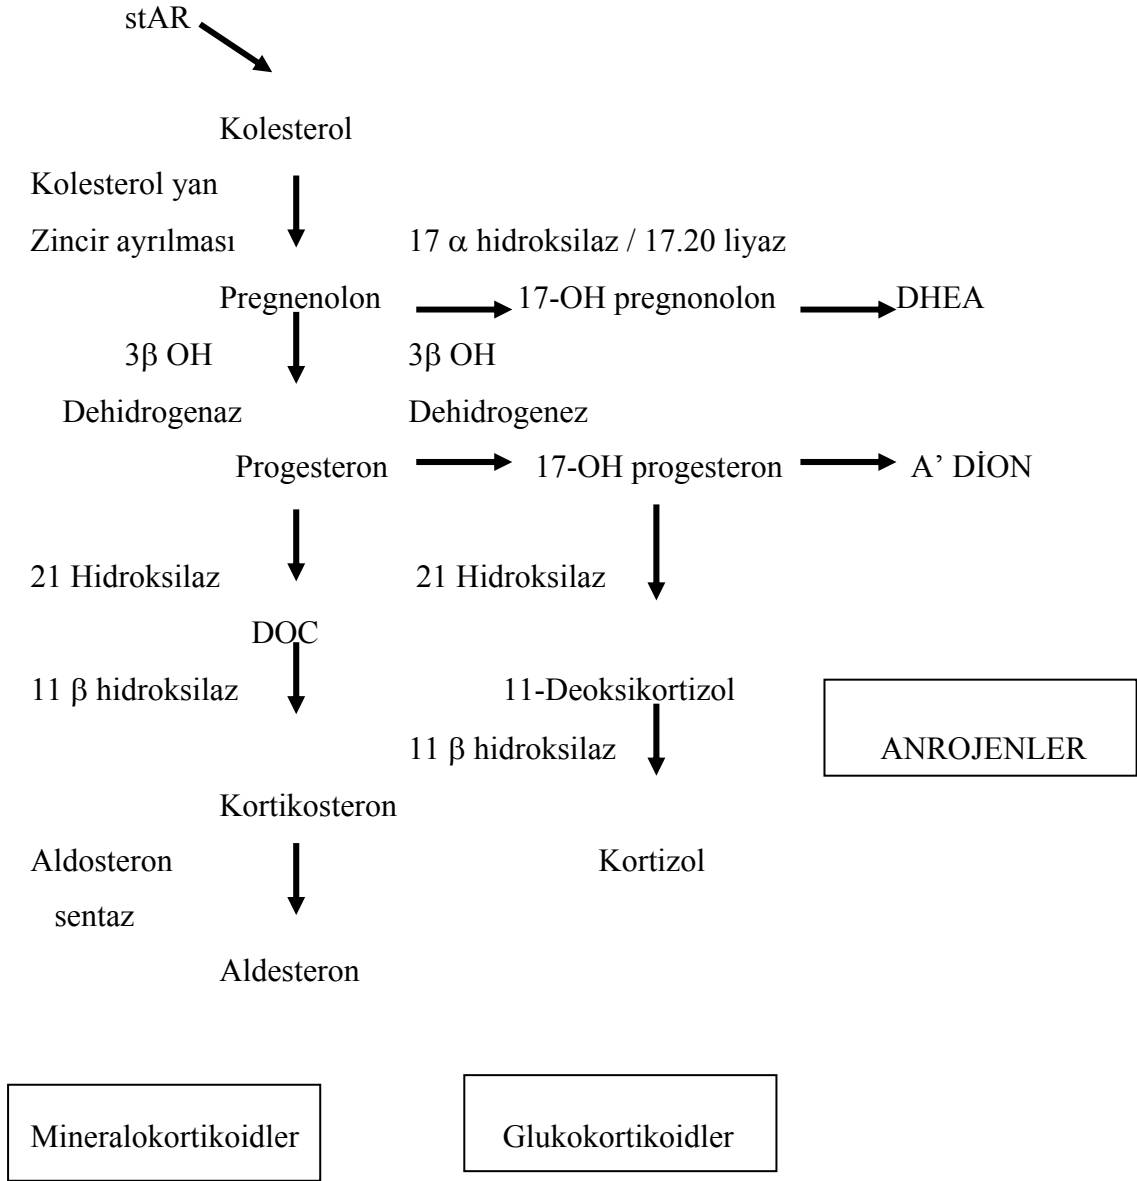 stAR
Kolesterol
Kolesterol yan
Zincir ayrılması 17 α hidroksilaz / 17.20 liyaz
Pregnenolon 17-OH pregnonolon DHEA
3β OH 3β OH
Dehidrogenaz Dehidrogenez
Progesteron 17-OH progesteron A’ DİON
21 Hidroksilaz 21 Hidroksilaz
DOC
11 β hidroksilaz 11-Deoksikortizol
11 β hidroksilaz ANROJENLER
Kortikosteron
Aldosteron Kortizol
sentaz
Aldesteron
Mineralokortikoidler Glukokortikoidler